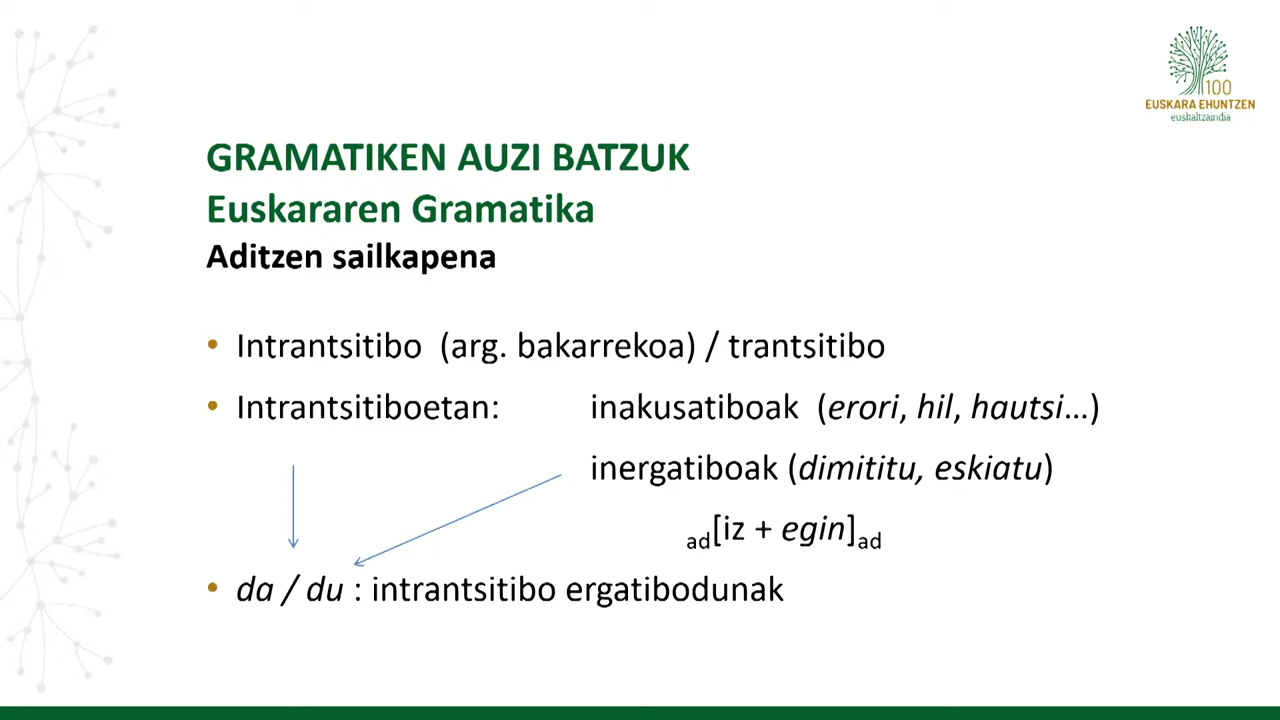 100
EUSKARA EHUNTZEN
euskaltzaindia
GRAMATIKEN AUZI BATZUK
Euskararen Gramatika
Aditzen sailkapena
• Intrantsitibo (arg. bakarrekoa) / trantsitibo
• Intrantsitiboetan: inakusatiboak (erori, hil, hautsi...)
inergatiboak (dimititu, eskiatu)
ad[iz + egin]ad
• da / du : intrantsitibo ergatibodunak